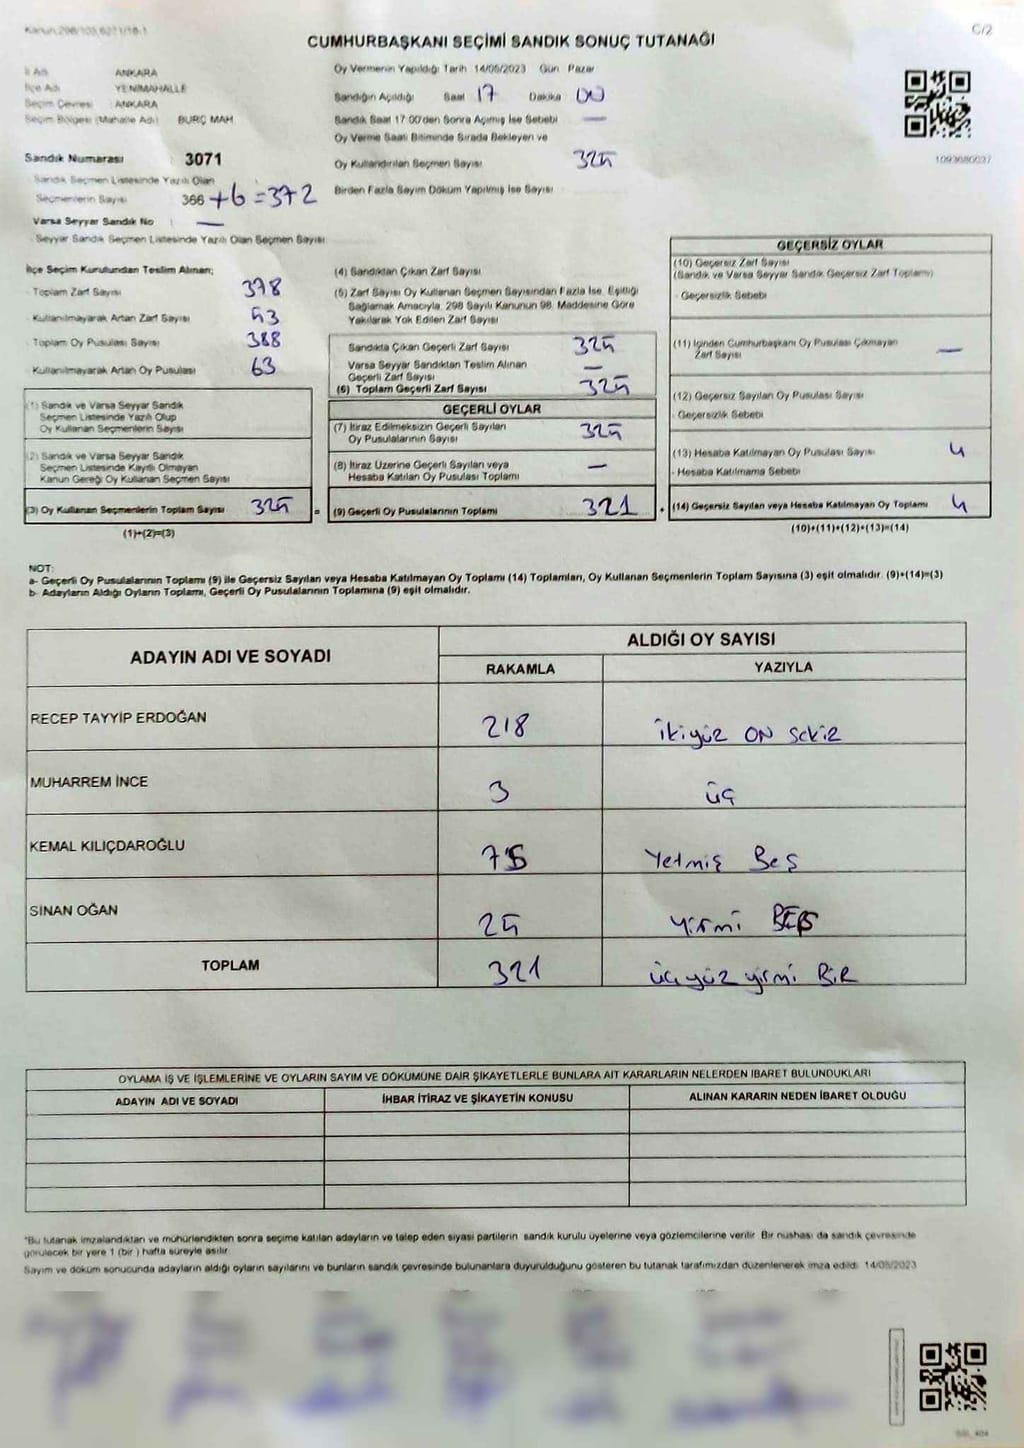 Kanun,298/105,6271/18-1
C/2
CUMHURBAŞKANI SEÇİMİ SANDIK SONUÇ TUTANAĞI
İl Adı ANKARA
İlçe Adı : YENİMAHALLE
Seçim Çevresi : ANKARA
Seçim Bölgesi (Mahalle Adı) BURÇ MAH
Sandık Numarası 3071
Sandık Seçmen Listesinde Yazılı Olan
Seçmenlerin Sayısı 366 +6=372
Varsa Seyyar Sandık No : —
- Seyyar Sandık Seçmen Listesinde Yazılı Olan Seçmen Sayısı
Oy Vermenin Yapıldığı Tarih 14/05/2023 Gün Pazar
Sandığın Açıldığı Saat 17 Dakika 00
Sandık Saat 17:00'den Sonra Açmış İse Sebebi —
Oy Verme Saati Bitiminde Sırada Bekleyen ve
Oy Kullandırılan Seçmen Sayısı 325
Birden Fazla Sayım Döküm Yapılmış İse Sayısı
1093680037
İlçe Seçim Kurulundan Teslim Alınan;
- Toplam Zarf Sayısı 378
- Kullanılmayarak Artan Zarf Sayısı 53
- Toplam Oy Pusulası Sayısı 388
- Kullanılmayarak Artan Oy Pusulası 63
(1) Sandık ve Varsa Seyyar Sandık
Seçmen Listesinde Yazılı Olup
Oy Kullanan Seçmenlerin Sayısı
(2) Sandık ve Varsa Seyyar Sandık
Seçmen Listesinde Kayıtlı Olmayan
Kanun Gereği Oy Kullanan Seçmen Sayısı
(3) Oy Kullanan Seçmenlerin Toplam Sayısı 325 =
(1)+(2)=(3)
(4) Sandıktan Çıkan Zarf Sayısı
(5) Zarf Sayısı Oy Kullanan Seçmen Sayısından Fazla İse, Eşitliği
Sağlamak Amacıyla, 298 Sayılı Kanunun 98. Maddesine Göre
Yakılarak Yok Edilen Zarf Sayısı
Sandıkta Çıkan Geçerli Zarf Sayısı 325
Varsa Seyyar Sandıktan Teslim Alınan
Geçerli Zarf Sayısı —
(6) Toplam Geçerli Zarf Sayısı 325
GEÇERLİ OYLAR
(7) İtiraz Edilmeksizin Geçerli Sayılan
Oy Pusulalarının Sayısı 325
(8) İtiraz Üzerine Geçerli Sayılan veya
Hesaba Katılan Oy Pusulası Toplamı —
(9) Geçerli Oy Pusulalarının Toplamı 321 +
GEÇERSİZ OYLAR
(10) Geçersiz Zarf Sayısı
(Sandık ve Varsa Seyyar Sandık Geçersiz Zarf Toplamı)
- Geçersizlik Sebebi
(11) İçinden Cumhurbaşkanı Oy Pusulası Çıkmayan
Zarf Sayısı —
(12) Geçersiz Sayılan Oy Pusulası Sayısı
- Geçersizlik Sebebi
(13) Hesaba Katılmayan Oy Pusulası Sayısı 4
- Hesaba Katılmama Sebebi
(14) Geçersiz Sayılan veya Hesaba Katılmayan Oy Toplamı 4
(10)+(11)+(12)+(13)=(14)
NOT:
a- Geçerli Oy Pusulalarının Toplamı (9) ile Geçersiz Sayılan veya Hesaba Katılmayan Oy Toplamı (14) Toplamları, Oy Kullanan Seçmenlerin Toplam Sayısına (3) eşit olmalıdır. (9)+(14)=(3)
b- Adayların Aldığı Oyların Toplamı, Geçerli Oy Pusulalarının Toplamına (9) eşit olmalıdır.
ADAYIN ADI VE SOYADI
ALDIĞI OY SAYISI
RAKAMLA YAZIYLA
RECEP TAYYİP ERDOĞAN 218 ikiyüz ON sekiz
MUHARREM İNCE 3 üç
KEMAL KILIÇDAROĞLU 75 Yetmiş Beş
SİNAN OĞAN 25 Yirmi BEŞ
TOPLAM 321 üçyüz yirmi BİR
OYLAMA İŞ VE İŞLEMLERİNE VE OYLARIN SAYIM VE DÖKÜMÜNE DAİR ŞİKAYETLERLE BUNLARA AİT KARARLARIN NELERDEN İBARET BULUNDUKLARI
ADAYIN ADI VE SOYADI İHBAR İTİRAZ VE ŞİKAYETİN KONUSU ALINAN KARARIN NEDEN İBARET OLDUĞU
*Bu tutanak imzalandıktan ve mühürlendikten sonra seçime katılan adayların ve talep eden siyasi partilerin sandık kurulu üyelerine veya gözlemcilerine verilir. Bir nüshası da sandık çevresinde
görülecek bir yere 1 (bir ) hafta süreyle asılır.
Sayım ve döküm sonucunda adayların aldığı oyların sayılarını ve bunların sandık çevresinde bulunanlara duyurulduğunu gösteren bu tutanak tarafımızdan düzenlenerek imza edildi. 14/05/2023